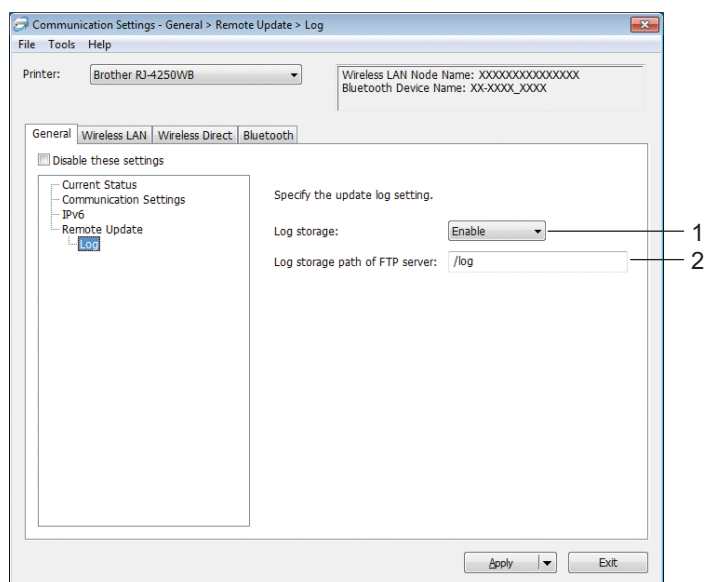 Communication Settings - General > Remote Update > Log
File Tools Help
Printer: Brother RJ-4250WB
Wireless LAN Node Name: XXXXXXXXXXXXXXX
Bluetooth Device Name: XX-XXXX_XXXX
General Wireless LAN Wireless Direct Bluetooth
Disable these settings
Current Status
Communication Settings
IPv6
Remote Update
Log
Specify the update log setting.
Log storage: Enable 1
Log storage path of FTP server: /log 2
Apply Exit